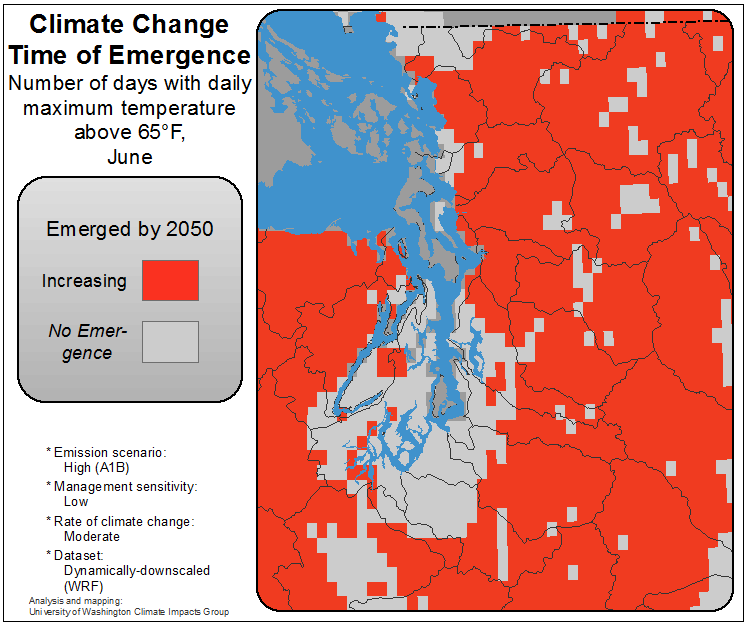 Climate Change
Time of Emergence
Number of days with daily
maximum temperature
above 65°F,
June
Emerged by 2050
Increasing
No Emer-
gence
* Emission scenario:
High (A1B)
* Management sensitivity:
Low
* Rate of climate change:
Moderate
* Dataset:
Dynamically-downscaled
(WRF)
Analysis and mapping:
University of Washington Climate Impacts Group